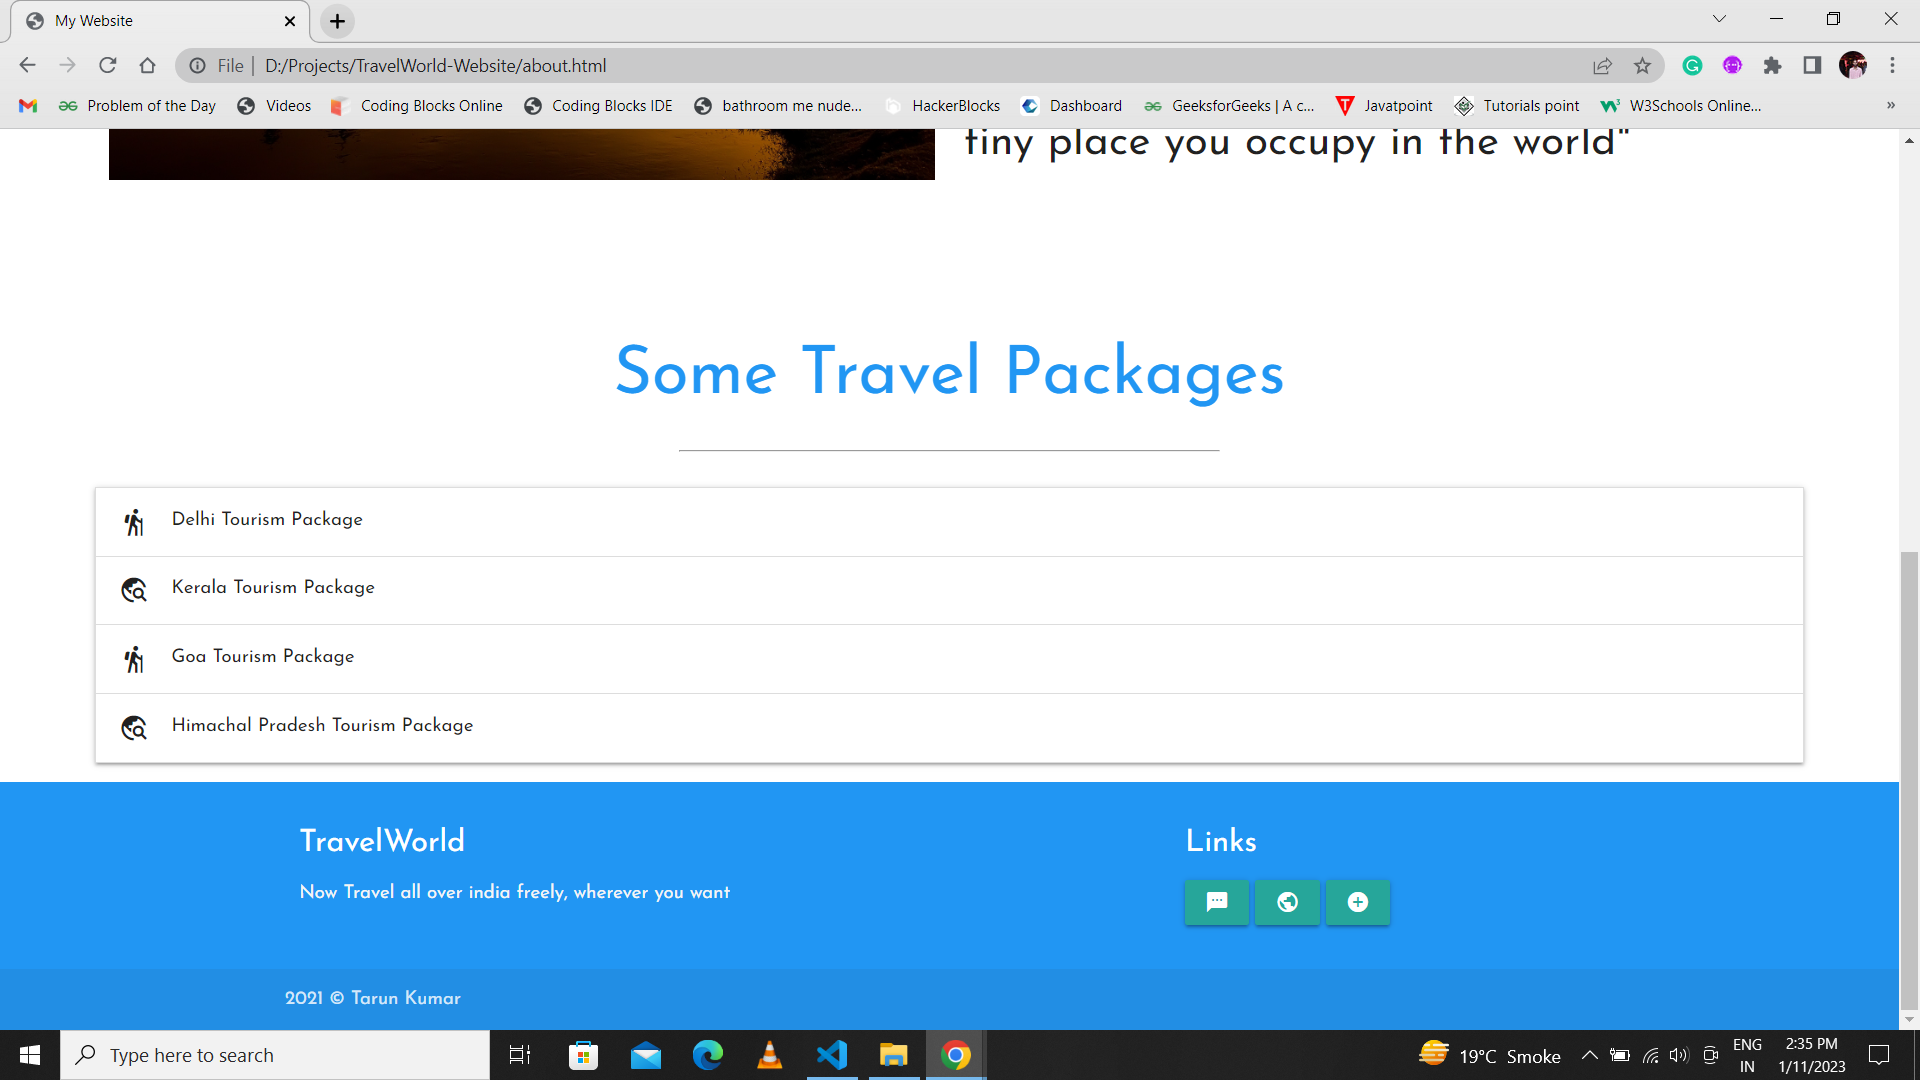 My Website
File | D:/Projects/TravelWorld-Website/about.html
Problem of the Day Videos Coding Blocks Online Coding Blocks IDE bathroom me nude... HackerBlocks Dashboard GeeksforGeeks | A c... Javatpoint Tutorials point W3Schools Online... »
tiny place you occupy in the world"
Some Travel Packages
Delhi Tourism Package
Kerala Tourism Package
Goa Tourism Package
Himachal Pradesh Tourism Package
TravelWorld
Links
Now Travel all over india freely, wherever you want
2021 © Tarun Kumar
Type here to search
19°C Smoke
ENG
IN
2:35 PM
1/11/2023